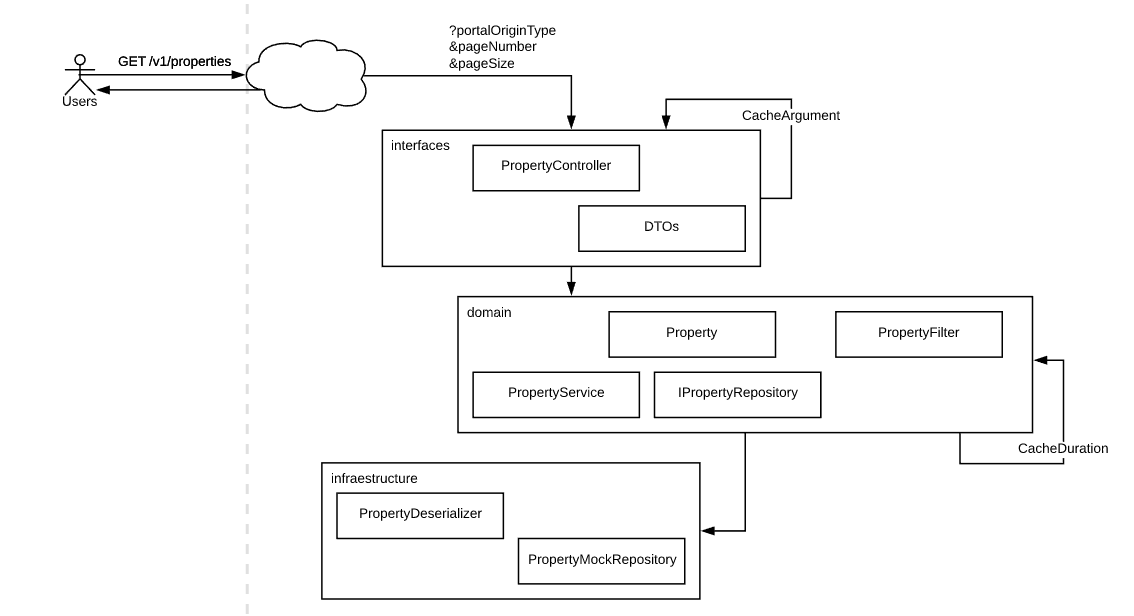 ?portalOriginType
&pageNumber
&pageSize
GET /v1/properties
Users
CacheArgument
interfaces
PropertyController
DTOs
domain
Property
PropertyFilter
PropertyService
IPropertyRepository
CacheDuration
infraestructure
PropertyDeserializer
PropertyMockRepository